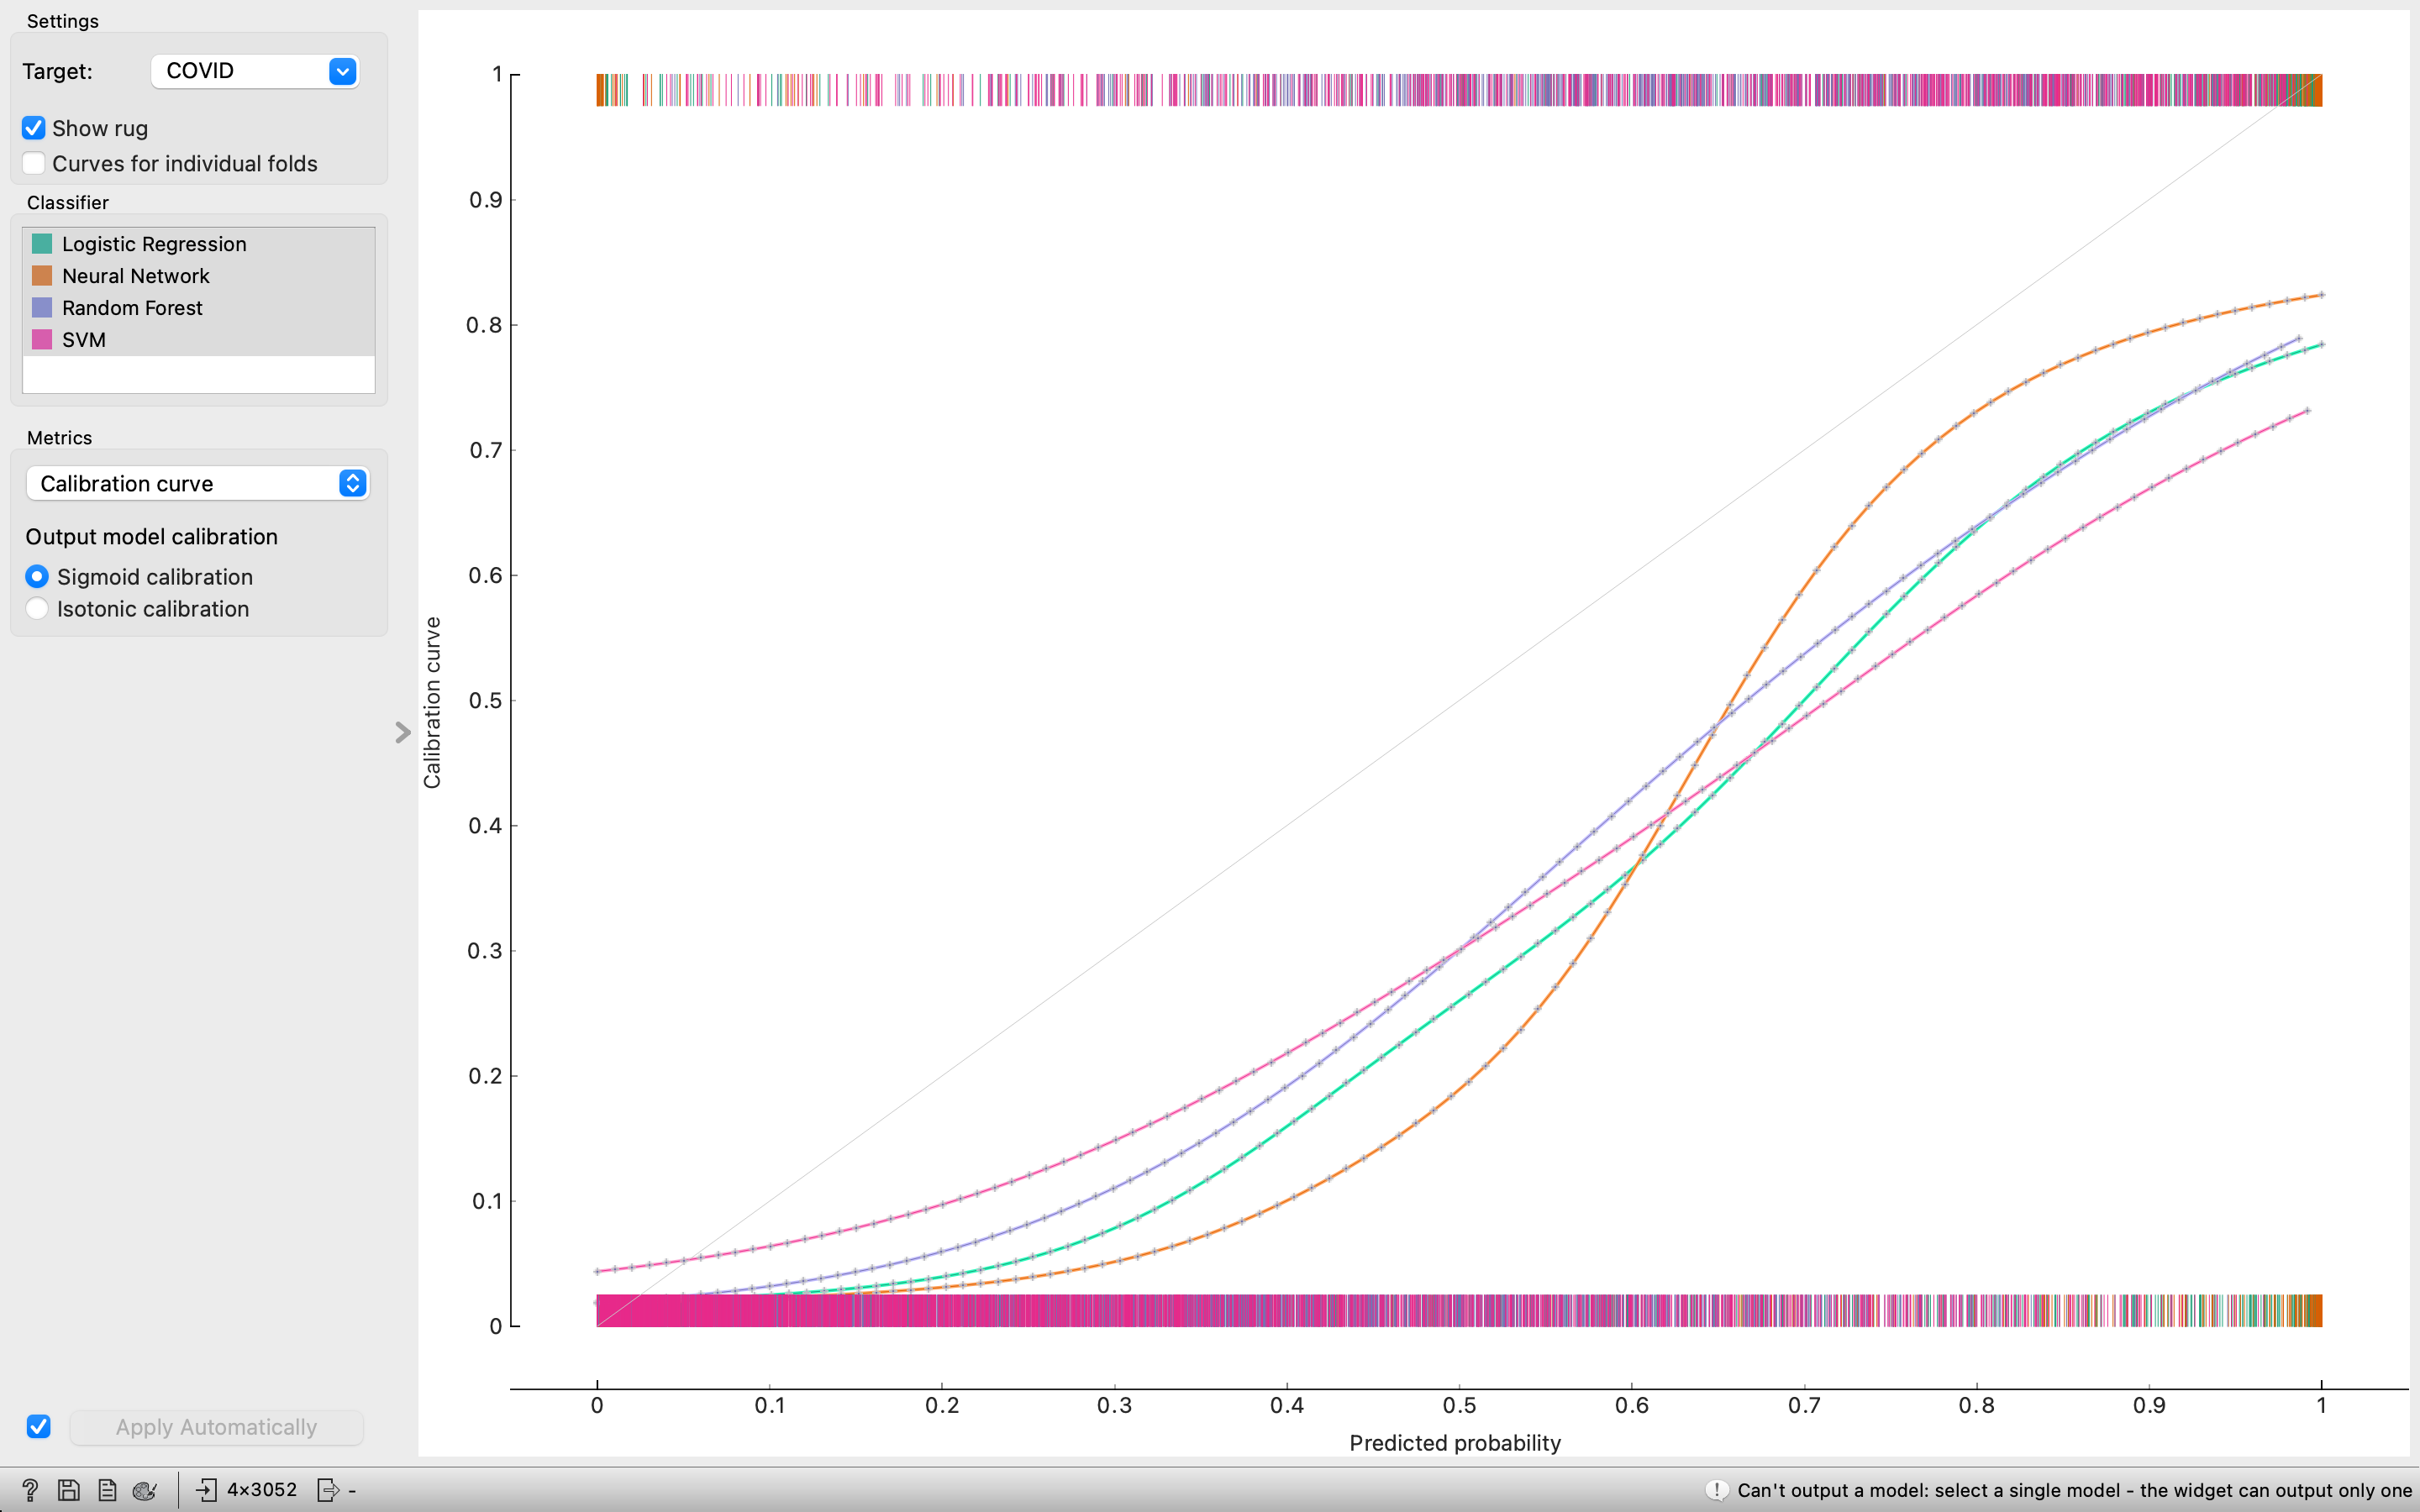 Settings
Target: COVID
Show rug
Curves for individual folds
Classifier
Logistic Regression
Neural Network
Random Forest
SVM
Metrics
Calibration curve
Output model calibration
Sigmoid calibration
Isotonic calibration
Apply Automatically
1
0.9
0.8
0.7
0.6
0.5
0.4
0.3
0.2
0.1
0
Calibration curve
0 0.1 0.2 0.3 0.4 0.5 0.6 0.7 0.8 0.9 1
Predicted probability
? 4×3052 - ! Can't output a model: select a single model - the widget can output only one